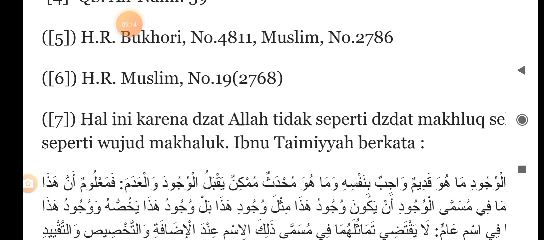 ([5]) H.R. Bukhori, No.4811, Muslim, No.2786
([6]) H.R. Muslim, No.19(2768)
([7]) Hal ini karena dzat Allah tidak seperti dzdat makhluq se
seperti wujud makhaluk. Ibnu Taimiyyah berkata :
الْوُجُودِ مَا هُوَ قَدِيمٌ وَاجِبٌ بِنَفْسِهِ وَمَا هُوَ مُحْدَثٌ مُمْكِنٌ يَقْبَلُ الْوُجُودَ وَالْعَدَمَ: فَمَعْلُومٌ أَنَّ هَذَا
مَا فِي مُسَمَّى الْوُجُودِ أَنْ يَكُونَ وُجُودُ هَذَا مِثْلَ وُجُودِ هَذَا بَلْ وُجُودُ هَذَا يَخُصُّهُ وَوُجُودُ هَذَا
فِي اسْمٍ عَامٍّ: لَا يَقْتَضِي تَمَاثُلَهُمَا فِي مُسَمَّى ذَلِكَ الِاسْمِ عِنْدَ الْإِضَافَةِ وَالتَّخْصِيصِ وَالتَّقْيِيدِ